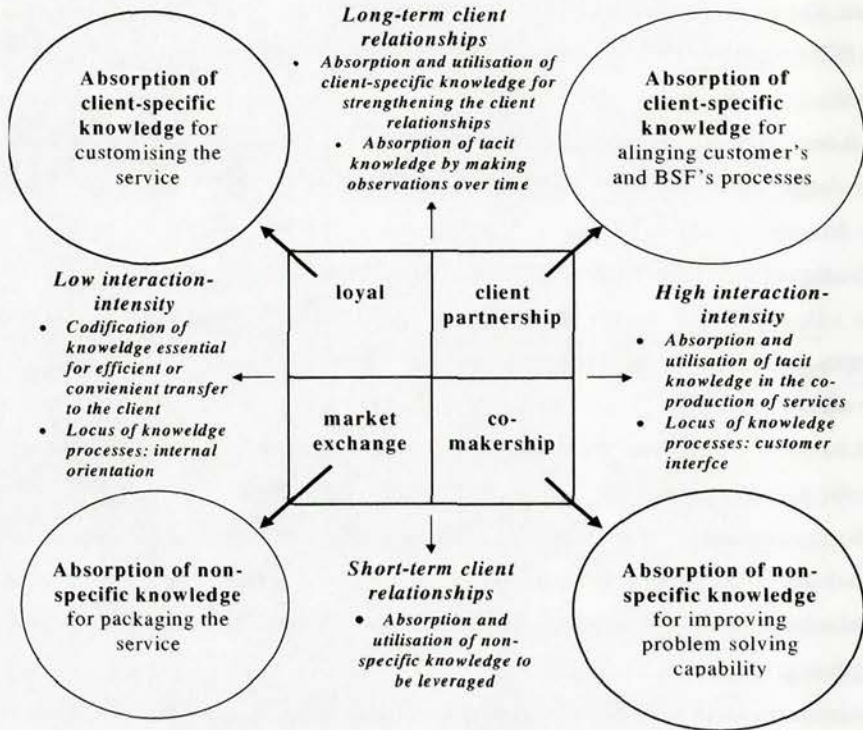 Long-term client
relationships
• Absorption and utilisation of
client-specific knowledge for
strengthening the client
relationships
• Absorption of tacit
knowledge by making
observations over time
Absorption of
client-specific
knowledge for
customising the
service
Absorption of
client-specific
knowledge for
alinging customer's
and BSF's processes
Low interaction-
intensity
• Codification of
knoweldge essential
for efficient or
convienient transfer
to the client
• Locus of knoweldge
processes: internal
orientation
loyal
client
partnership
market
exchange
co-
makership
High interaction-
intensity
• Absorption and
utilisation of tacit
knowledge in the co-
production of services
• Locus of knowledge
processes: customer
interfce
Absorption of non-
specific knowledge
for packaging the
service
Short-term client
relationships
• Absorption and
utilisation of non-
specific knowledge to
be leveraged
Absorption of non-
specific knowledge
for improving
problem solving
capability